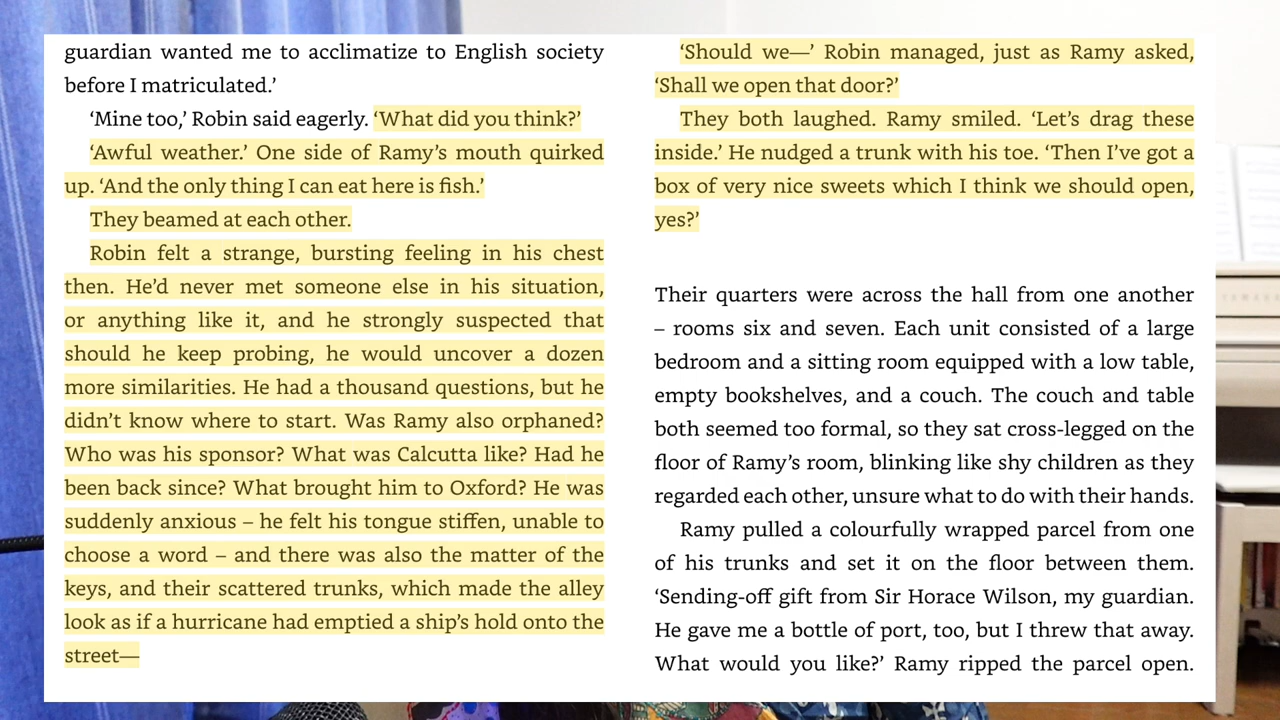 guardian wanted me to acclimatize to English society
before I matriculated.’
‘Mine too,’ Robin said eagerly. ‘What did you think?’
‘Awful weather.’ One side of Ramy’s mouth quirked
up. ‘And the only thing I can eat here is fish.’
They beamed at each other.
Robin felt a strange, bursting feeling in his chest
then. He’d never met someone else in his situation,
or anything like it, and he strongly suspected that
should he keep probing, he would uncover a dozen
more similarities. He had a thousand questions, but he
didn’t know where to start. Was Ramy also orphaned?
Who was his sponsor? What was Calcutta like? Had he
been back since? What brought him to Oxford? He was
suddenly anxious – he felt his tongue stiffen, unable to
choose a word – and there was also the matter of the
keys, and their scattered trunks, which made the alley
look as if a hurricane had emptied a ship’s hold onto the
street—
‘Should we—’ Robin managed, just as Ramy asked,
‘Shall we open that door?’
They both laughed. Ramy smiled. ‘Let’s drag these
inside.’ He nudged a trunk with his toe. ‘Then I’ve got a
box of very nice sweets which I think we should open,
yes?’
Their quarters were across the hall from one another
– rooms six and seven. Each unit consisted of a large
bedroom and a sitting room equipped with a low table,
empty bookshelves, and a couch. The couch and table
both seemed too formal, so they sat cross-legged on the
floor of Ramy’s room, blinking like shy children as they
regarded each other, unsure what to do with their hands.
Ramy pulled a colourfully wrapped parcel from one
of his trunks and set it on the floor between them.
‘Sending-off gift from Sir Horace Wilson, my guardian.
He gave me a bottle of port, too, but I threw that away.
What would you like?’ Ramy ripped the parcel open.